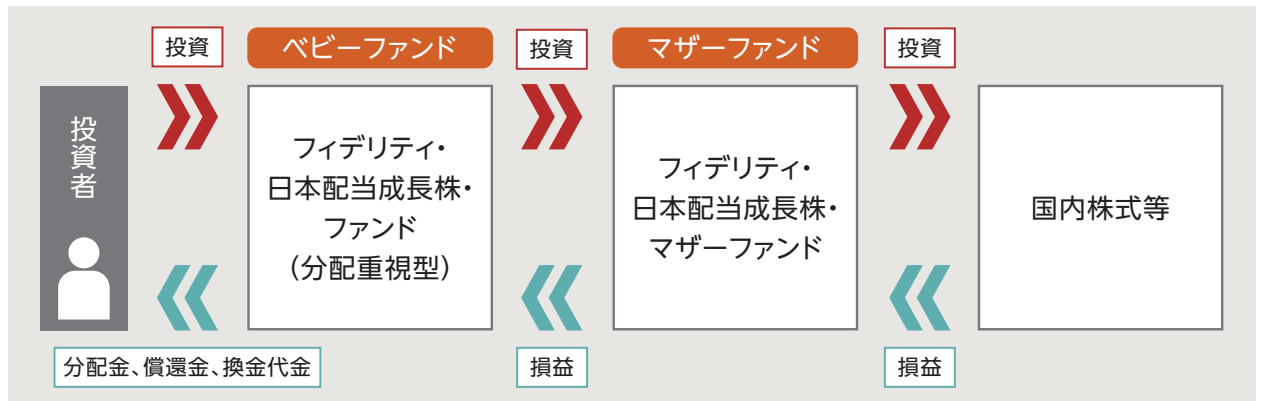 投資
ベビーファンド
投資
マザーファンド
投資
投資者
フィデリティ・
日本配当成長株・
ファンド
(分配重視型)
フィデリティ・
日本配当成長株・
マザーファンド
国内株式等
分配金、償還金、換金代金
損益
損益